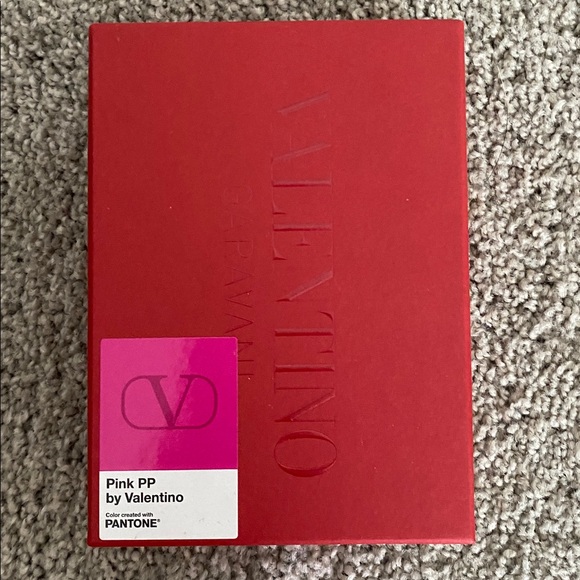 VALENTINO
GARAVANI
V
Pink PP
by Valentino
Color created with
PANTONE®